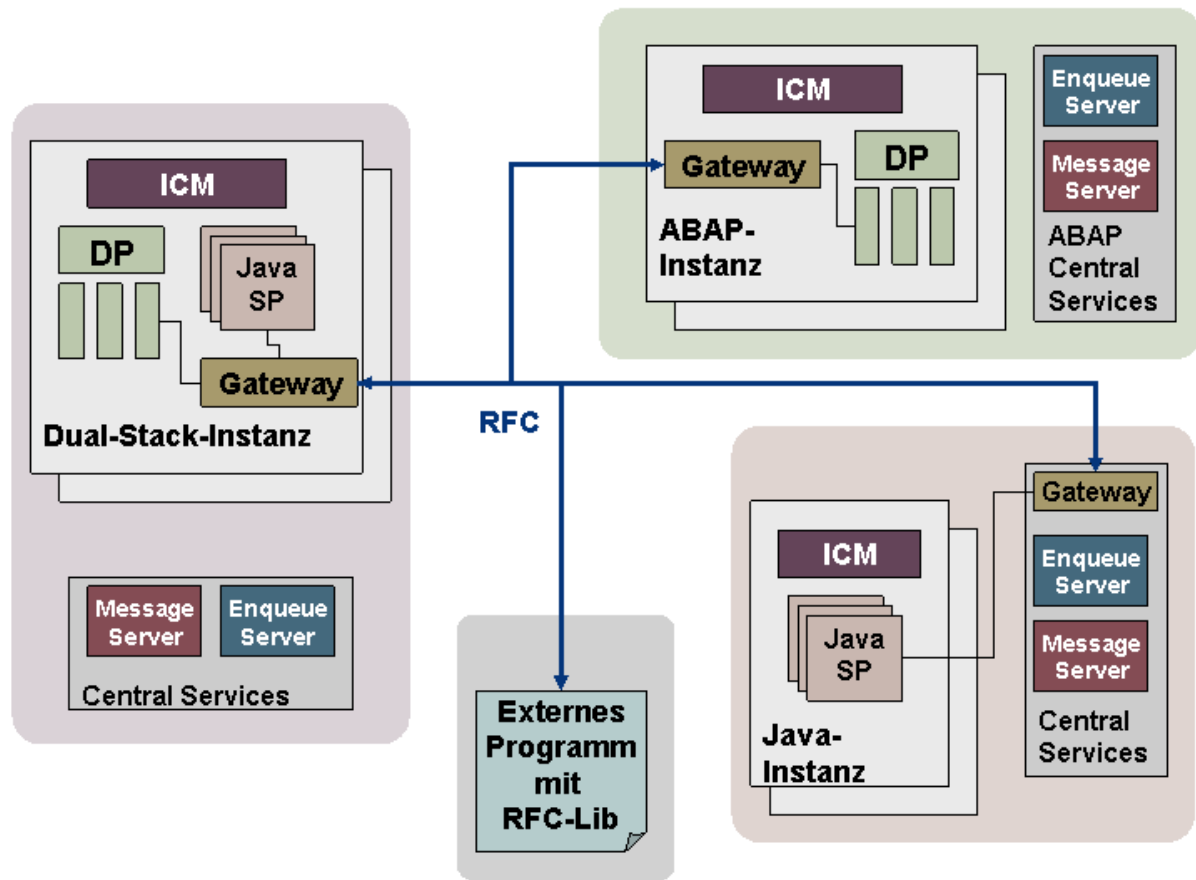 ICM
DP
Java
SP
Gateway
Dual-Stack-Instanz
Message
Server
Enqueue
Server
Central Services
RFC
ICM
Gateway
DP
ABAP-
Instanz
Enqueue
Server
Message
Server
ABAP
Central
Services
Externes
Programm
mit
RFC-Lib
ICM
Java
SP
Java-
Instanz
Gateway
Enqueue
Server
Message
Server
Central
Services